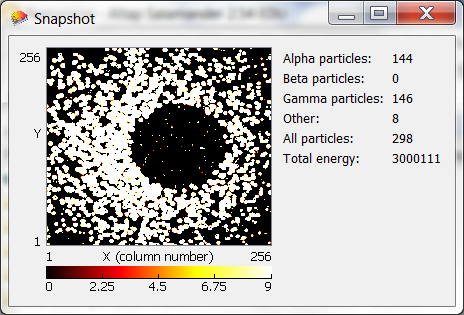 Snapshot
256
Y
1
1 X (column number) 256
0 2.25 4.5 6.75 9
Alpha particles: 144
Beta particles: 0
Gamma particles: 146
Other: 8
All particles: 298
Total energy: 3000111